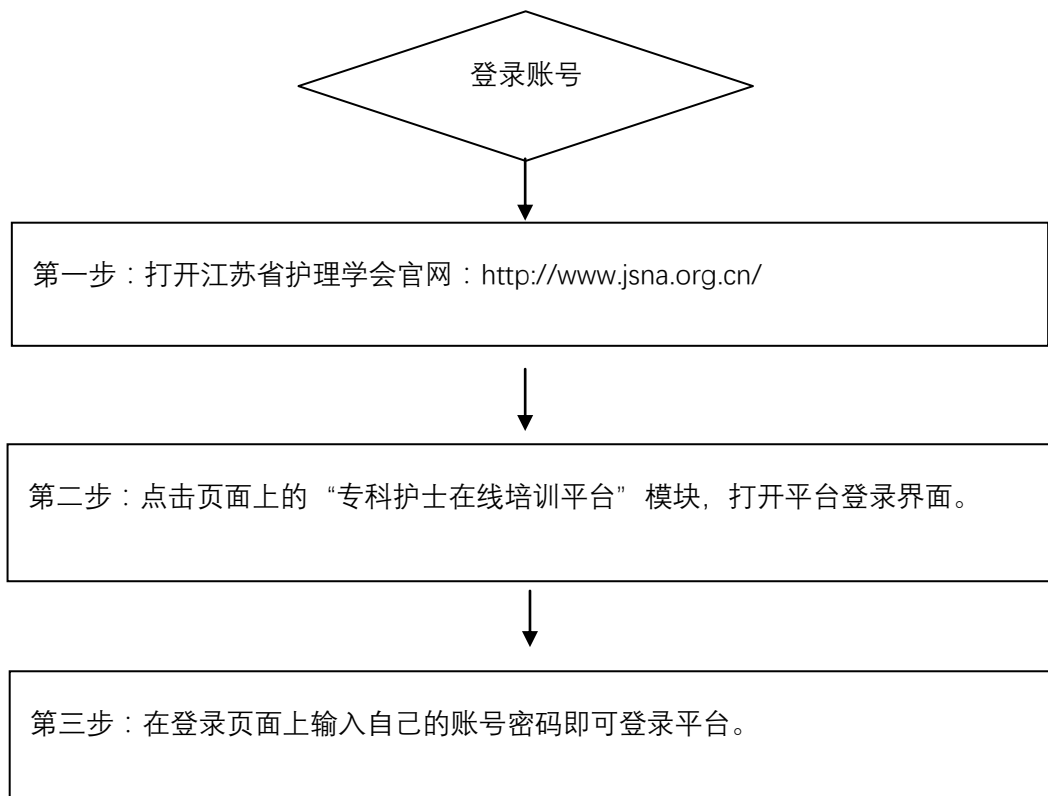 登录账号
第一步：打开江苏省护理学会官网：http://www.jsna.org.cn/
第二步：点击页面上的 “专科护士在线培训平台” 模块，打开平台登录界面。
第三步：在登录页面上输入自己的账号密码即可登录平台。